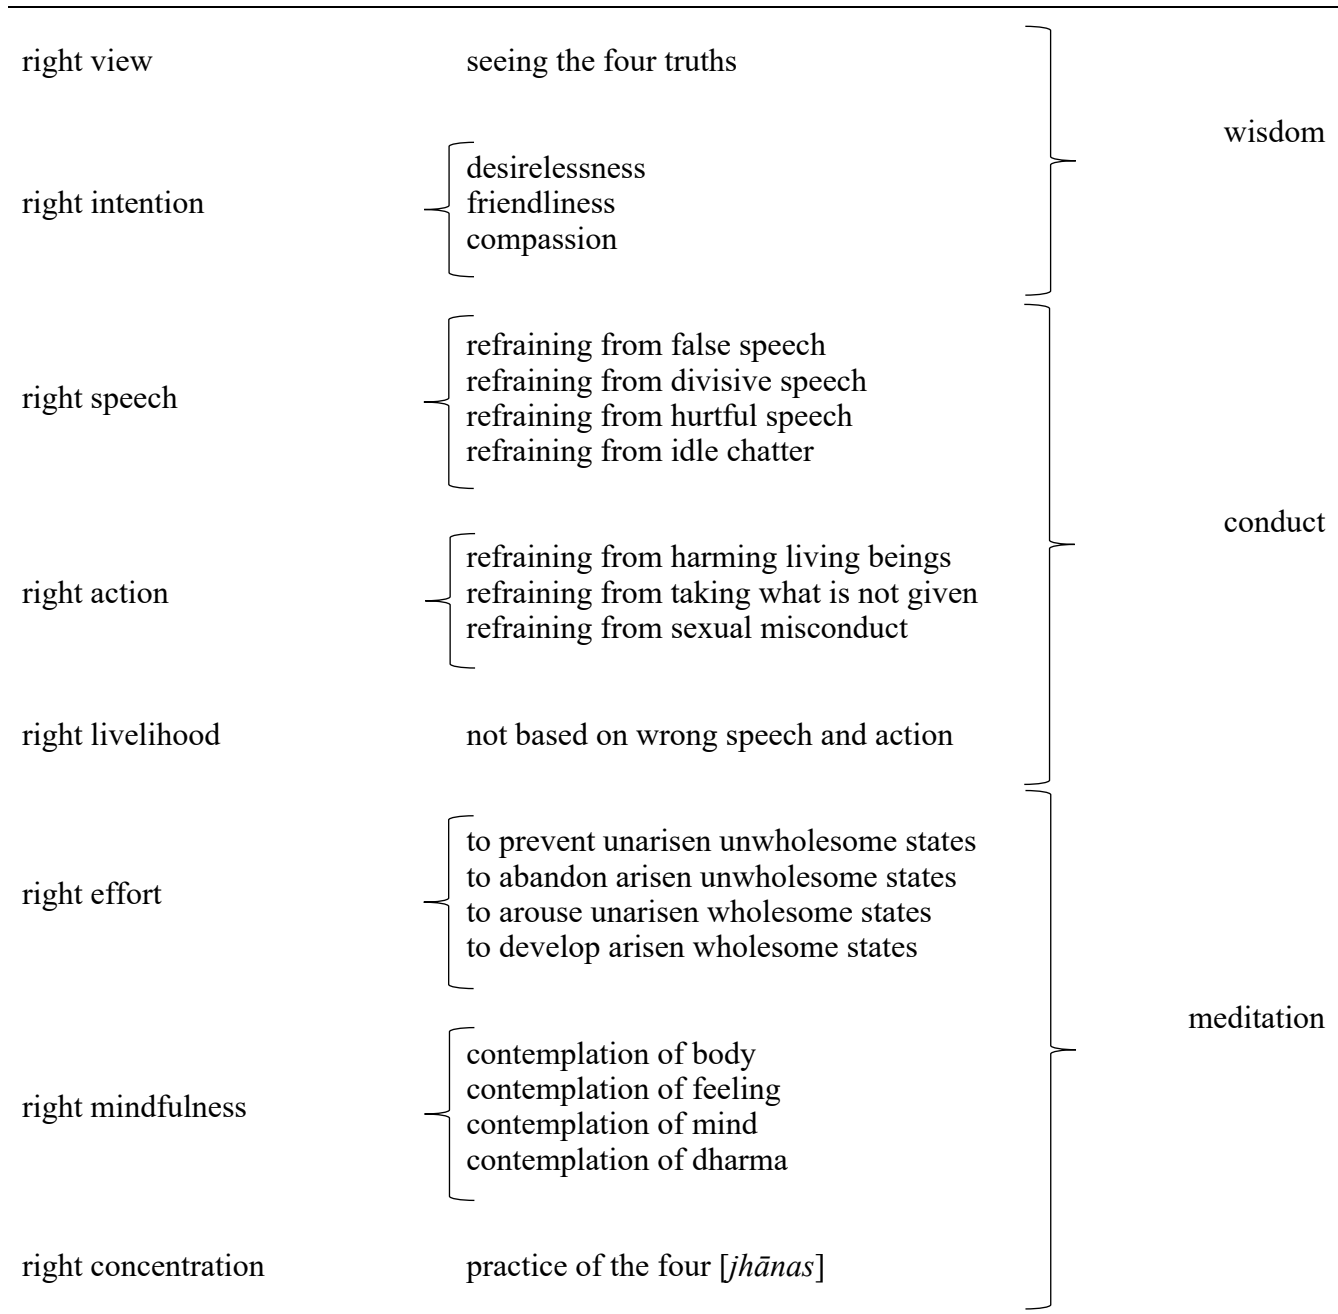 right view
seeing the four truths
wisdom
right intention
desirelessness
friendliness
compassion
right speech
refraining from false speech
refraining from divisive speech
refraining from hurtful speech
refraining from idle chatter
conduct
right action
refraining from harming living beings
refraining from taking what is not given
refraining from sexual misconduct
right livelihood
not based on wrong speech and action
right effort
to prevent unarisen unwholesome states
to abandon arisen unwholesome states
to arouse unarisen wholesome states
to develop arisen wholesome states
meditation
right mindfulness
contemplation of body
contemplation of feeling
contemplation of mind
contemplation of dharma
right concentration
practice of the four [jhānas]